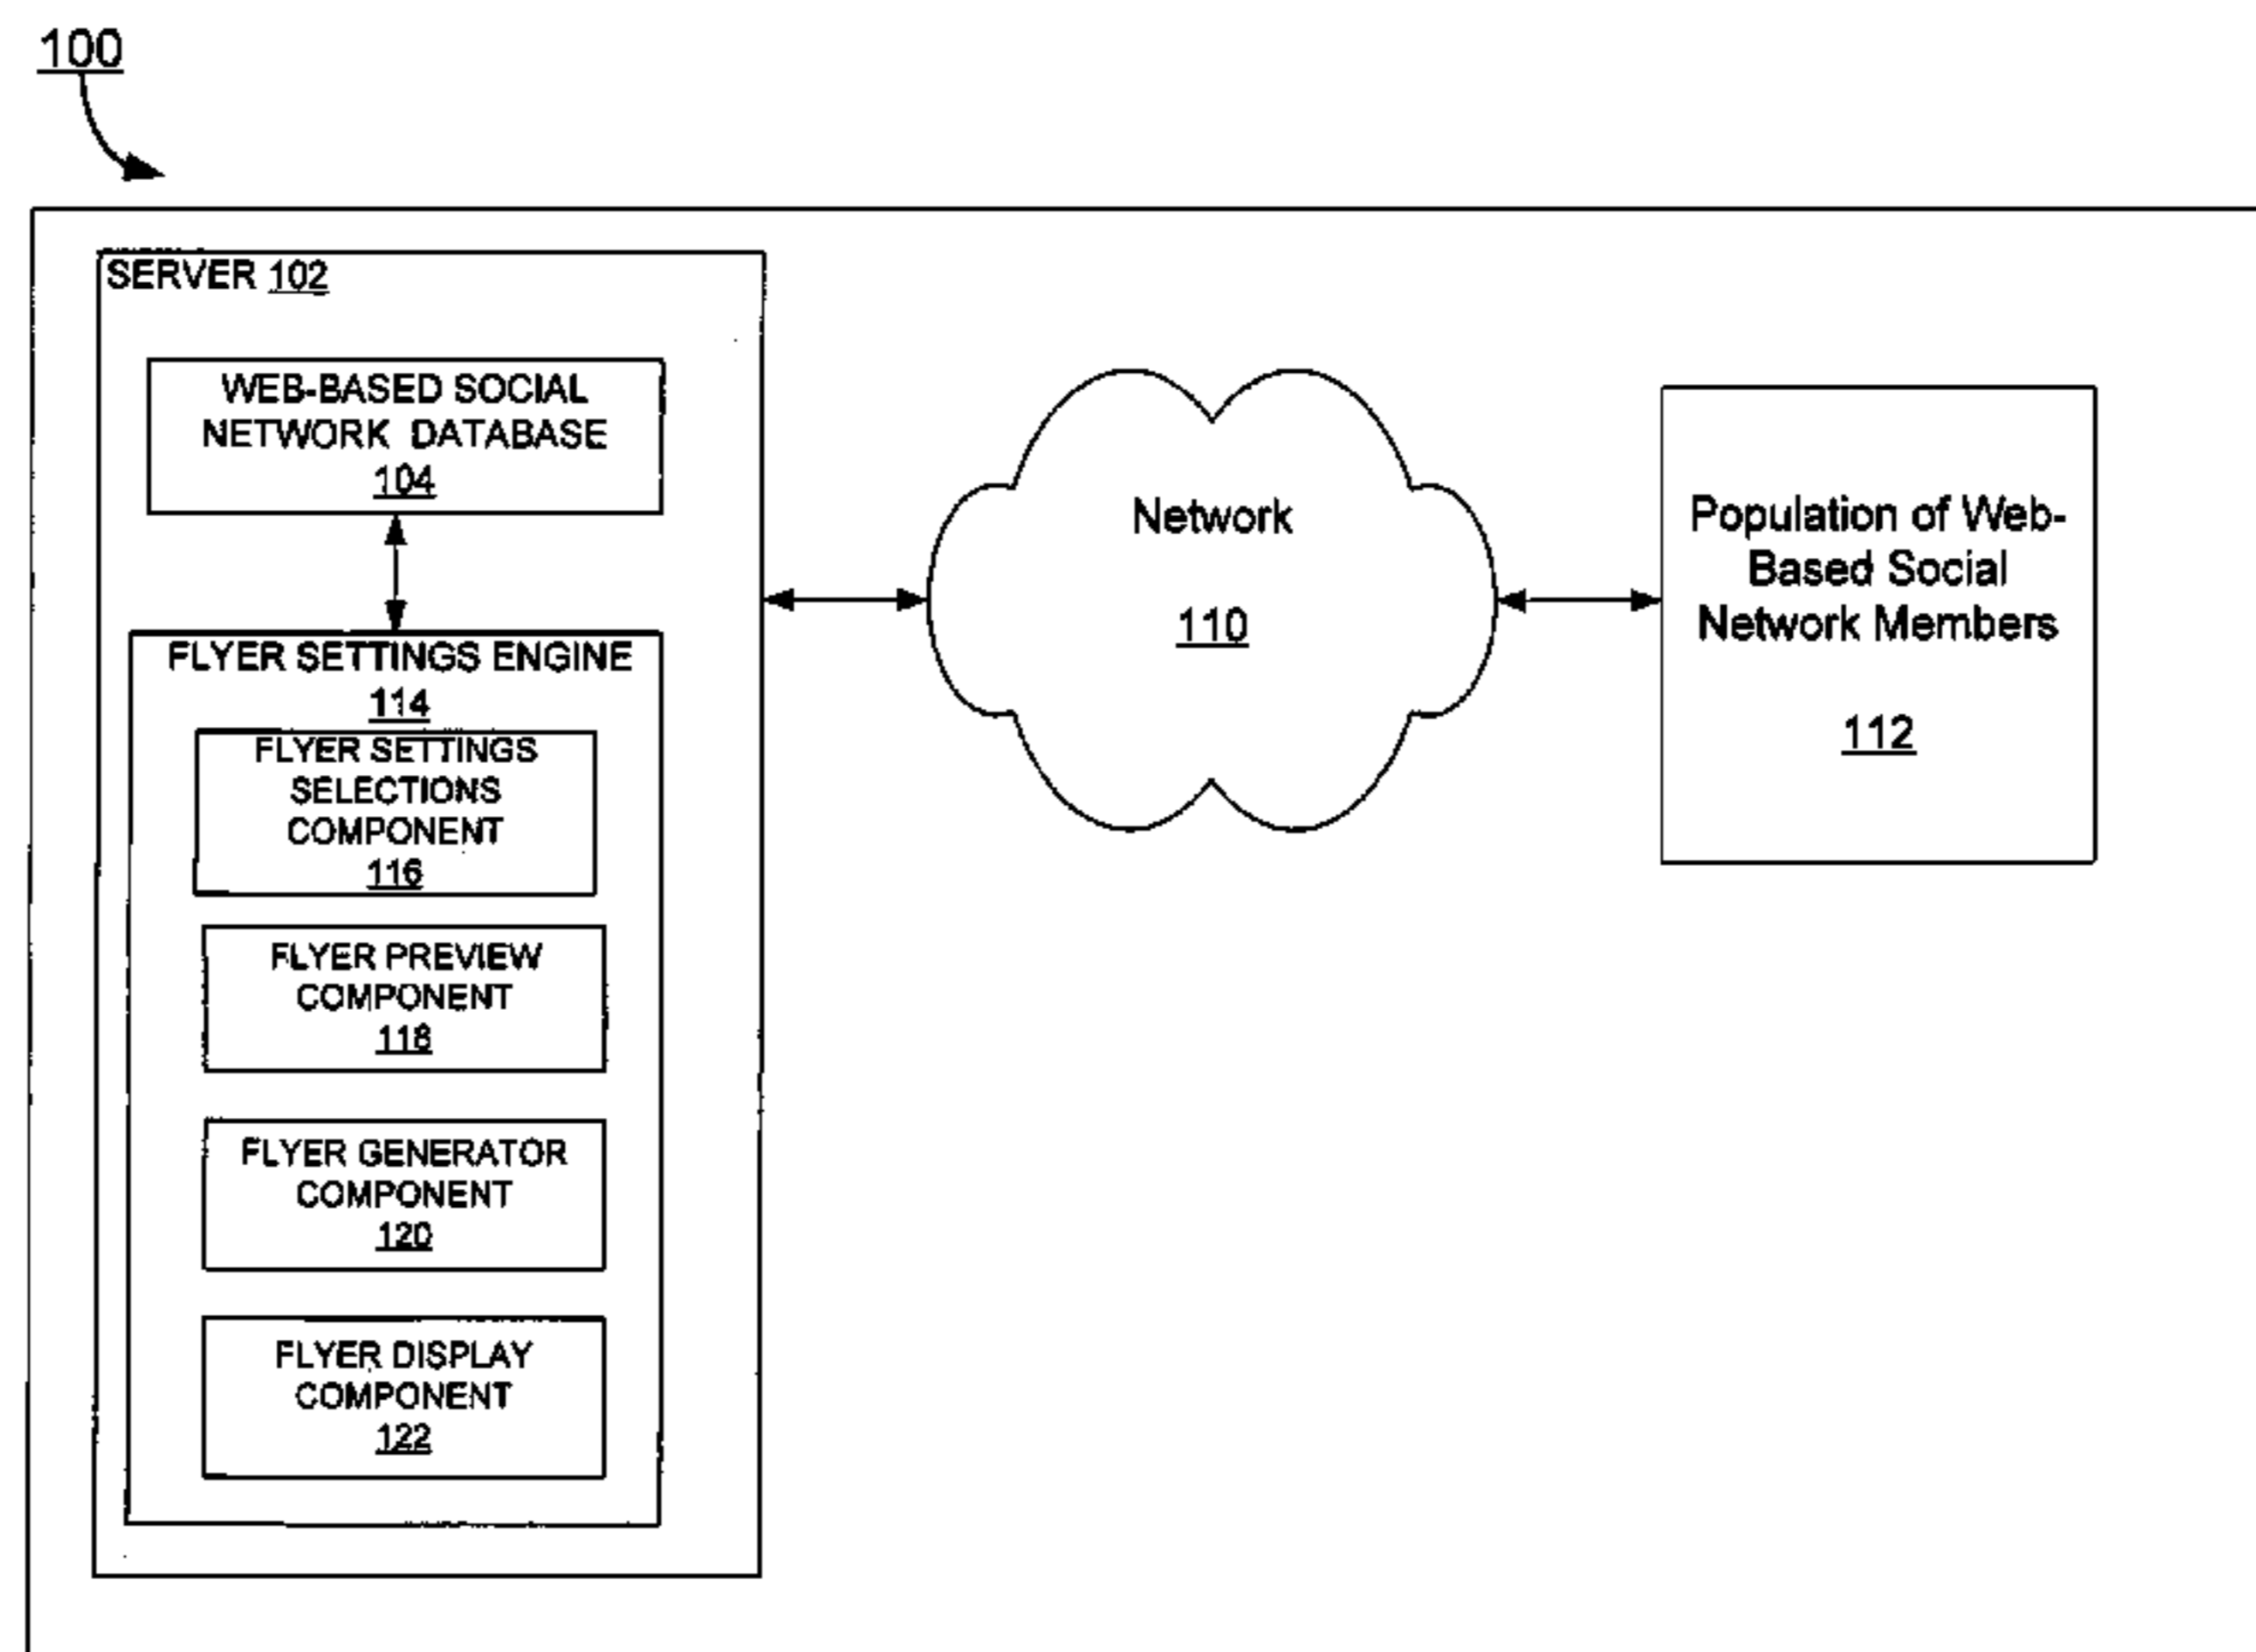 100
SERVER 102
WEB-BASED SOCIAL
NETWORK DATABASE
104
FLYER SETTINGS ENGINE
114
FLYER SETTINGS
SELECTIONS
COMPONENT
116
FLYER PREVIEW
COMPONENT
118
FLYER GENERATOR
COMPONENT
120
FLYER DISPLAY
COMPONENT
122
Network
110
Population of Web-
Based Social
Network Members
112